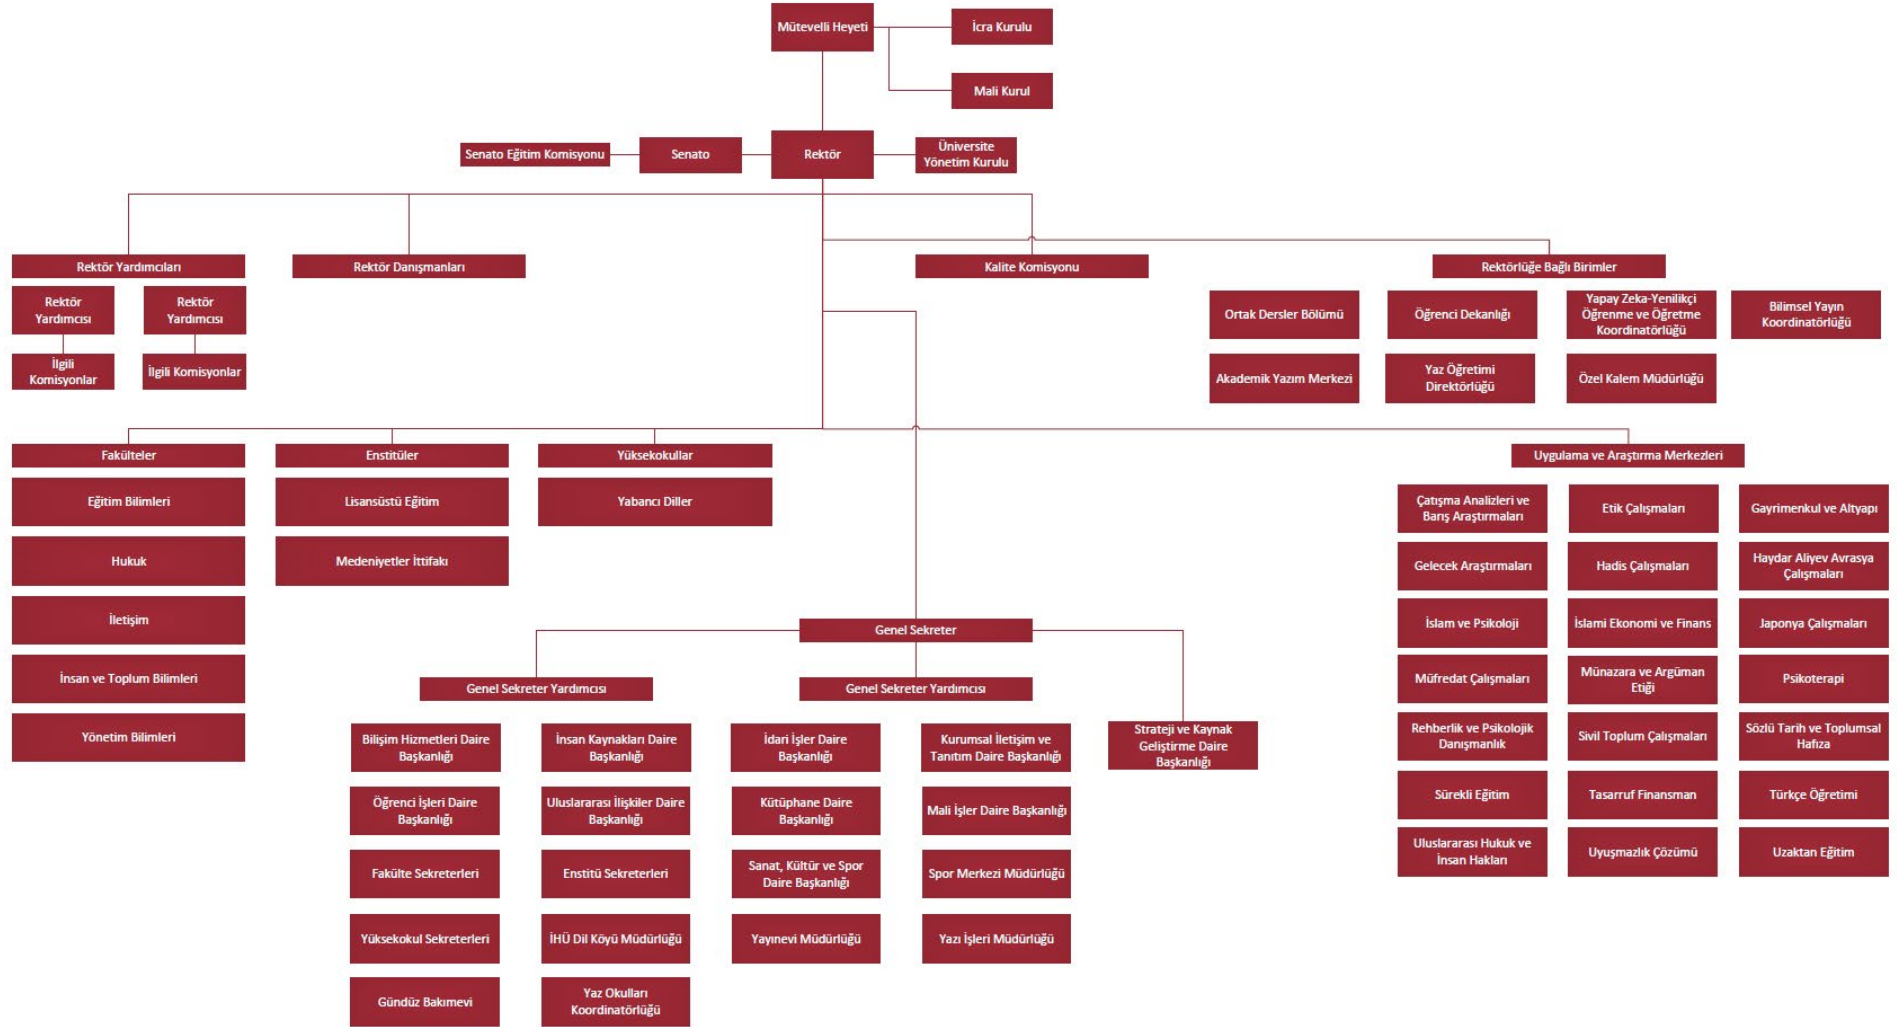 Mütevelli Heyeti
İcra Kurulu
Mali Kurul
Senato Eğitim Komisyonu
Senato
Rektör
Üniversite
Yönetim Kurulu
Rektör Yardımcıları
Rektör Danışmanları
Kalite Komisyonu
Rektörlüğe Bağlı Birimler
Rektör
Yardımcısı
Rektör
Yardımcısı
İlgili
Komisyonlar
İlgili Komisyonlar
Ortak Dersler Bölümü
Öğrenci Dekanlığı
Yapay Zeka-Yenilikçi
Öğrenme ve Öğretme
Koordinatörlüğü
Bilimsel Yayın
Koordinatörlüğü
Akademik Yazım Merkezi
Yaz Öğretimi
Direktörlüğü
Özel Kalem Müdürlüğü
Fakülteler
Eğitim Bilimleri
Hukuk
İletişim
İnsan ve Toplum Bilimleri
Yönetim Bilimleri
Enstitüler
Lisansüstü Eğitim
Medeniyetler İttifakı
Yüksekokullar
Yabancı Diller
Uygulama ve Araştırma Merkezleri
Çatışma Analizleri ve
Barış Araştırmaları
Etik Çalışmaları
Gayrimenkul ve Altyapı
Gelecek Araştırmaları
Hadis Çalışmaları
Haydar Aliyev Avrasya
Çalışmaları
İslam ve Psikoloji
İslami Ekonomi ve Finans
Japonya Çalışmaları
Müfredat Çalışmaları
Münazara ve Argüman
Etiği
Psikoterapi
Rehberlik ve Psikolojik
Danışmanlık
Sivil Toplum Çalışmaları
Sözlü Tarih ve Toplumsal
Hafıza
Sürekli Eğitim
Tasarruf Finansman
Türkçe Öğretimi
Uluslararası Hukuk ve
İnsan Hakları
Uyuşmazlık Çözümü
Uzaktan Eğitim
Genel Sekreter
Genel Sekreter Yardımcısı
Genel Sekreter Yardımcısı
Bilişim Hizmetleri Daire
Başkanlığı
İnsan Kaynakları Daire
Başkanlığı
İdari İşler Daire
Başkanlığı
Kurumsal İletişim ve
Tanıtım Daire Başkanlığı
Strateji ve Kaynak
Geliştirme Daire
Başkanlığı
Öğrenci İşleri Daire
Başkanlığı
Uluslararası İlişkiler Daire
Başkanlığı
Kütüphane Daire
Başkanlığı
Mali İşler Daire Başkanlığı
Fakülte Sekreterleri
Enstitü Sekreterleri
Sanat, Kültür ve Spor
Daire Başkanlığı
Spor Merkezi Müdürlüğü
Yüksekokul Sekreterleri
İHÜ Dil Köyü Müdürlüğü
Yayınevi Müdürlüğü
Yazı İşleri Müdürlüğü
Gündüz Bakımevi
Yaz Okulları
Koordinatörlüğü